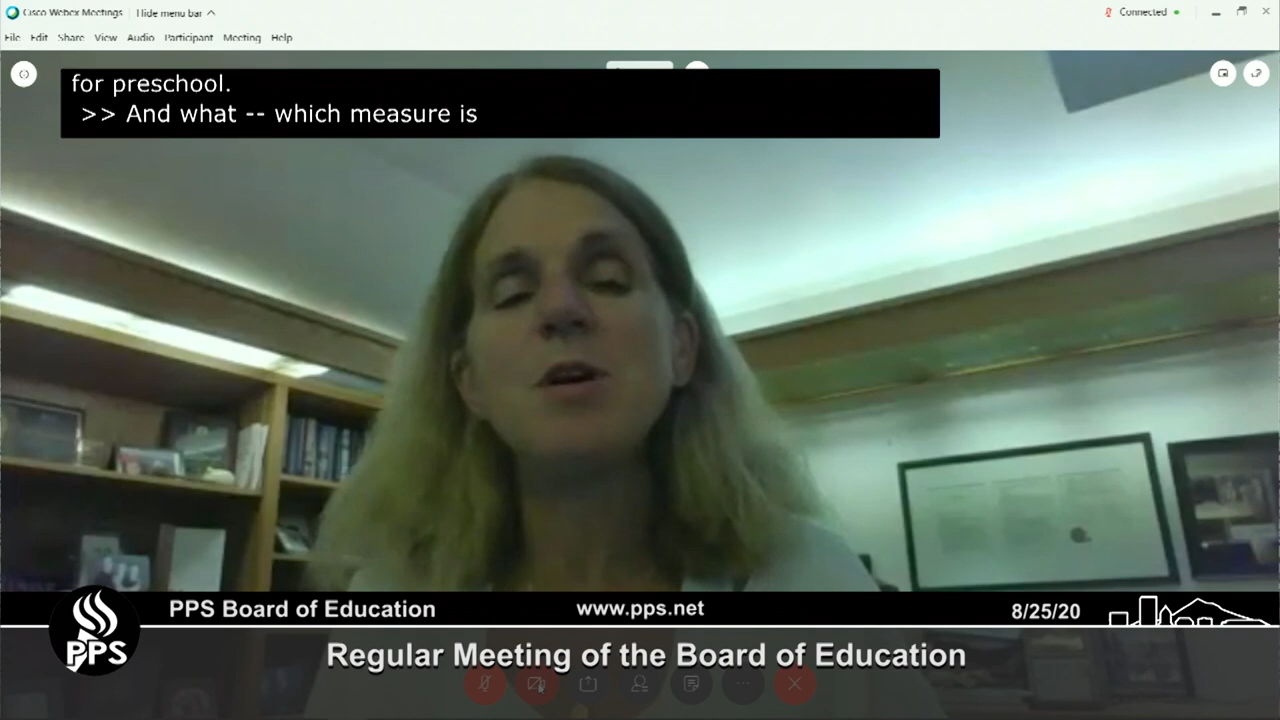 Cisco Webex Meetings Hide menu bar
Connected
File Edit Share View Audio Participant Meeting Help
for preschool.
>> And what -- which measure is
PPS Board of Education www.pps.net 8/25/20
PPS
Regular Meeting of the Board of Education